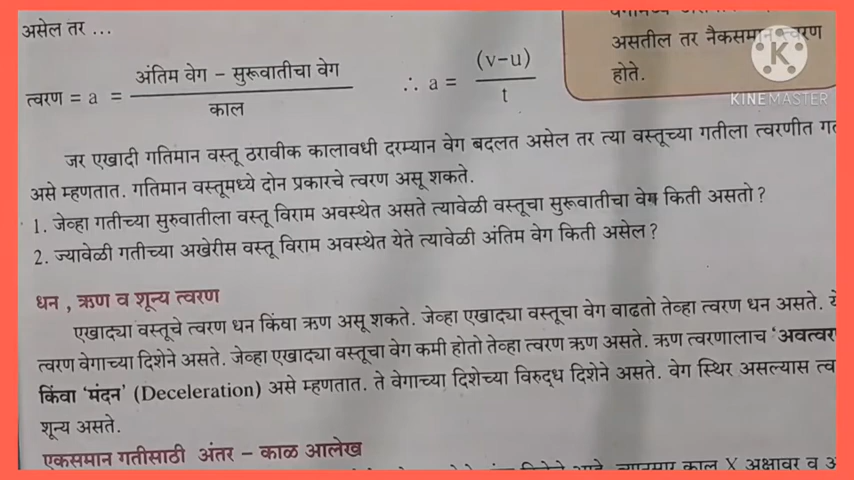 असेल तर ...
असतील तर नैकसमान त्वरण
होते.
K
KINEMASTER
त्वरण = a = अंतिम वेग – सुरूवातीचा वेग / काल ∴ a = (v–u) / t
जर एखादी गतिमान वस्तू ठरावीक कालावधी दरम्यान वेग बदलत असेल तर त्या वस्तूच्या गतीला त्वरणीत
असे म्हणतात. गतिमान वस्तूमध्ये दोन प्रकारचे त्वरण असू शकते.
1. जेव्हा गतीच्या सुरुवातीला वस्तू विराम अवस्थेत असते त्यावेळी वस्तूचा सुरूवातीचा वेग किती असतो ?
2. ज्यावेळी गतीच्या अखेरीस वस्तू विराम अवस्थेत येते त्यावेळी अंतिम वेग किती असेल ?
धन , ऋण व शून्य त्वरण
एखाद्या वस्तूचे त्वरण धन किंवा ऋण असू शकते. जेव्हा एखाद्या वस्तूचा वेग वाढतो तेव्हा त्वरण धन असते.
त्वरण वेगाच्या दिशेने असते. जेव्हा एखाद्या वस्तूचा वेग कमी होतो तेव्हा त्वरण ऋण असते. ऋण त्वरणालाच 'अवत्वर
किंवा 'मंदन' (Deceleration) असे म्हणतात. ते वेगाच्या दिशेच्या विरुद्ध दिशेने असते. वेग स्थिर असल्यास त्व
शून्य असते.
एकसमान गतीसाठी अंतर – काळ आलेख
काल X अक्षावर व